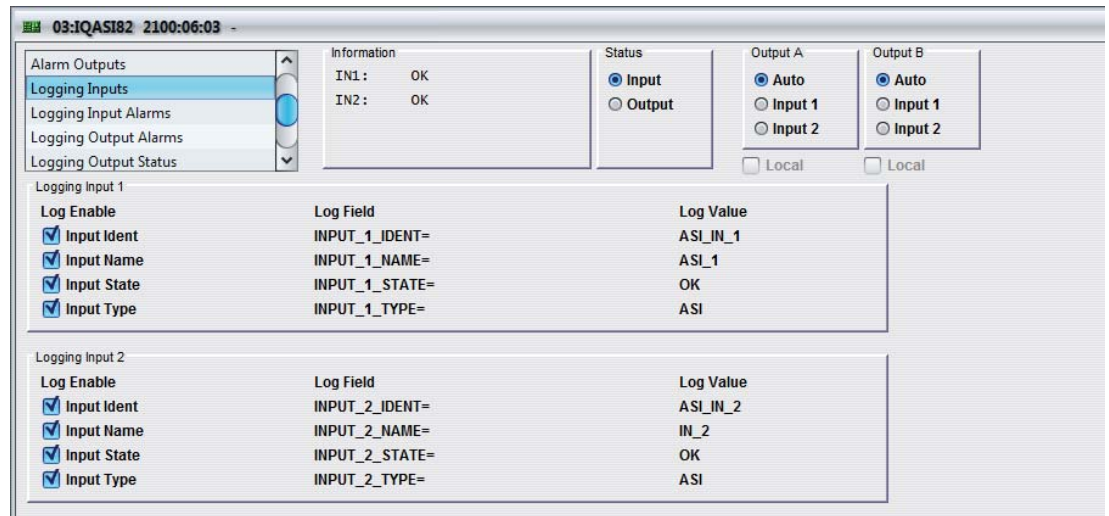 03:IQASI82 2100:06:03 -
Alarm Outputs
Logging Inputs
Logging Input Alarms
Logging Output Alarms
Logging Output Status
Information
IN1: OK
IN2: OK
Status
Input
Output
Output A
Auto
Input 1
Input 2
Local
Output B
Auto
Input 1
Input 2
Local
Logging Input 1
Log Enable Log Field Log Value
Input Ident INPUT_1_IDENT= ASI_IN_1
Input Name INPUT_1_NAME= ASI_1
Input State INPUT_1_STATE= OK
Input Type INPUT_1_TYPE= ASI
Logging Input 2
Log Enable Log Field Log Value
Input Ident INPUT_2_IDENT= ASI_IN_2
Input Name INPUT_2_NAME= IN_2
Input State INPUT_2_STATE= OK
Input Type INPUT_2_TYPE= ASI